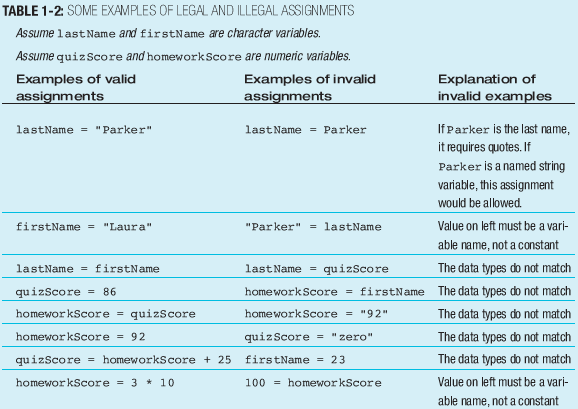 TABLE 1-2: SOME EXAMPLES OF LEGAL AND ILLEGAL ASSIGNMENTS
Assume lastName and firstName are character variables.
Assume quizScore and homeworkScore are numeric variables.
Examples of valid Examples of invalid Explanation of
assignments assignments invalid examples
lastName = "Parker" lastName = Parker If Parker is the last name,
it requires quotes. If
Parker is a named string
variable, this assignment
would be allowed.
firstName = "Laura" "Parker" = lastName Value on left must be a vari-
able name, not a constant
lastName = firstName lastName = quizScore The data types do not match
quizScore = 86 homeworkScore = firstName The data types do not match
homeworkScore = quizScore homeworkScore = "92" The data types do not match
homeworkScore = 92 quizScore = "zero" The data types do not match
quizScore = homeworkScore + 25 firstName = 23 The data types do not match
homeworkScore = 3 * 10 100 = homeworkScore Value on left must be a vari-
able name, not a constant